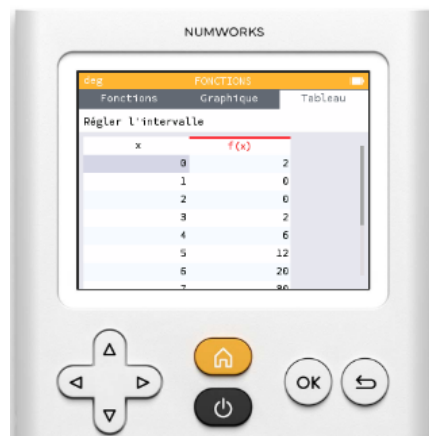 NUMWORKS
deg FONCTIONS
Fonctions Graphique Tableau
Régler l'intervalle
x f(x)
0 2
1 0
2 0
3 2
4 6
5 12
6 20